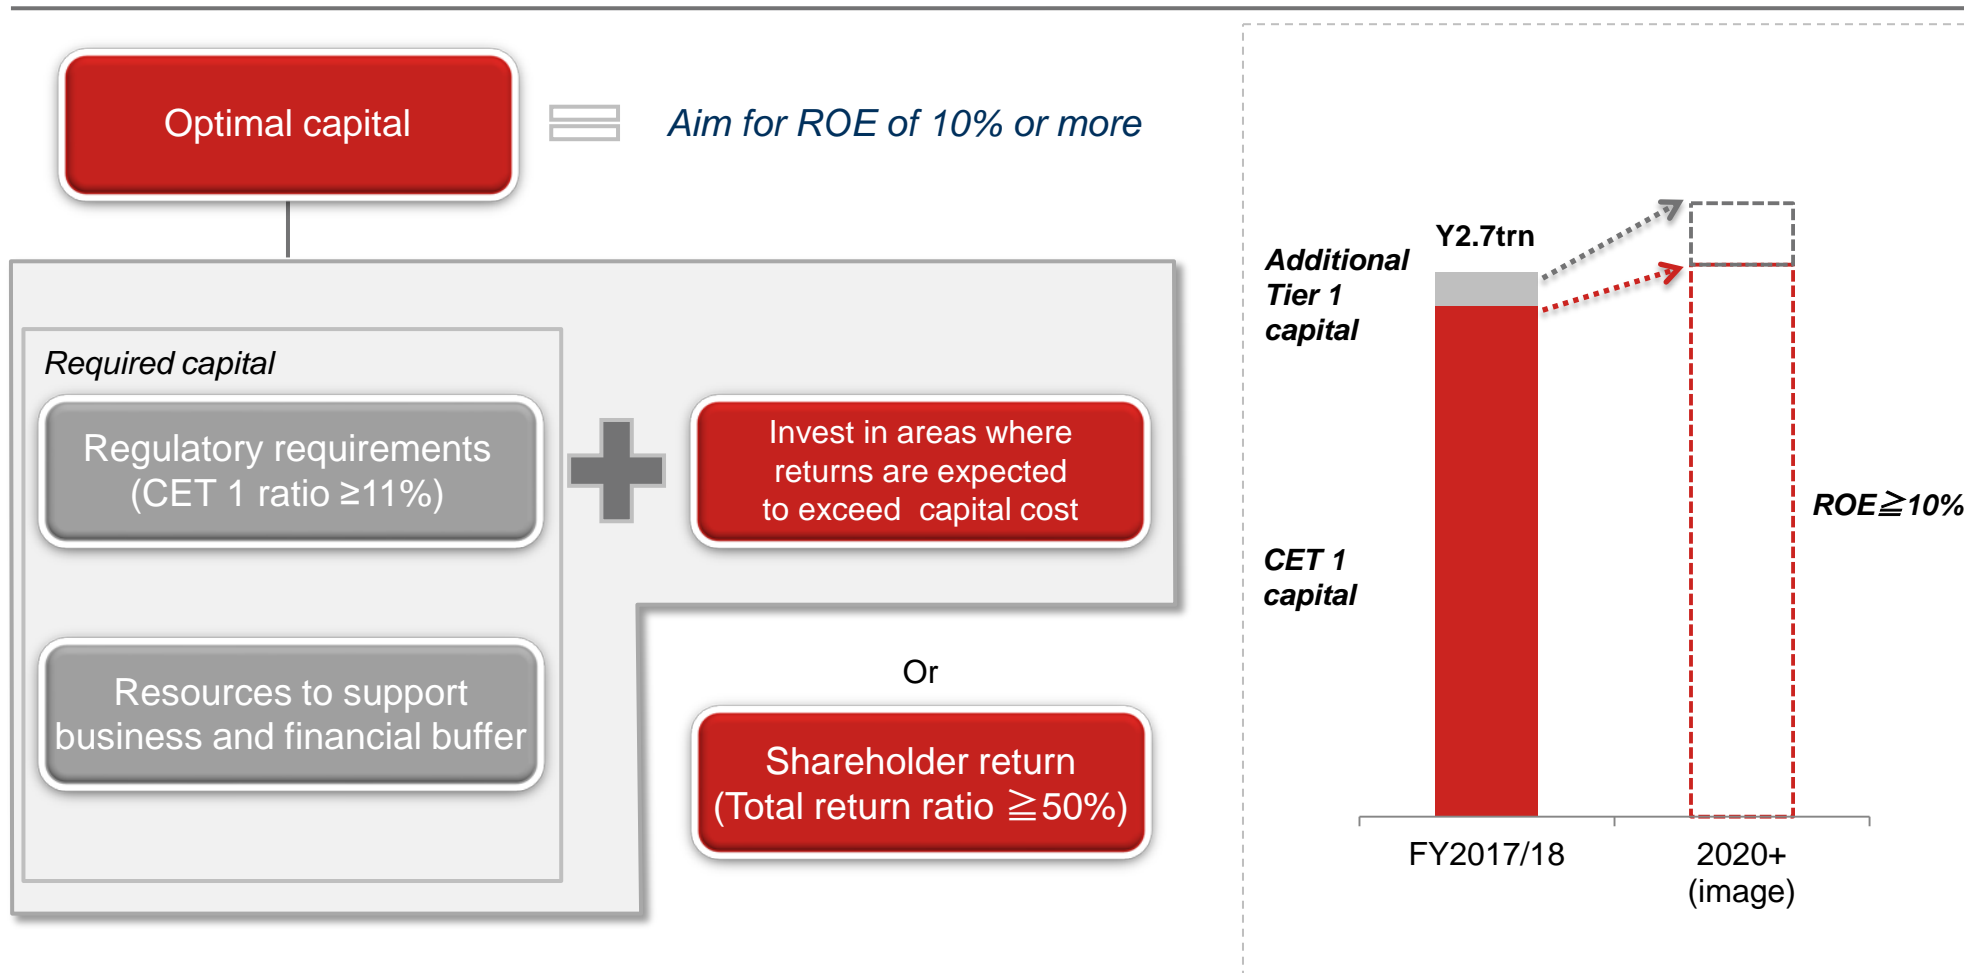 Optimal capital
Aim for ROE of 10% or more
Required capital
Regulatory requirements
(CET 1 ratio ≥11%)
Resources to support
business and financial buffer
Invest in areas where
returns are expected
to exceed  capital cost
Or
Shareholder return
(Total return ratio ≧50%)
Y2.7trn
Additional
Tier 1
capital
CET 1
capital
ROE≧10%
FY2017/18
2020+
(image)